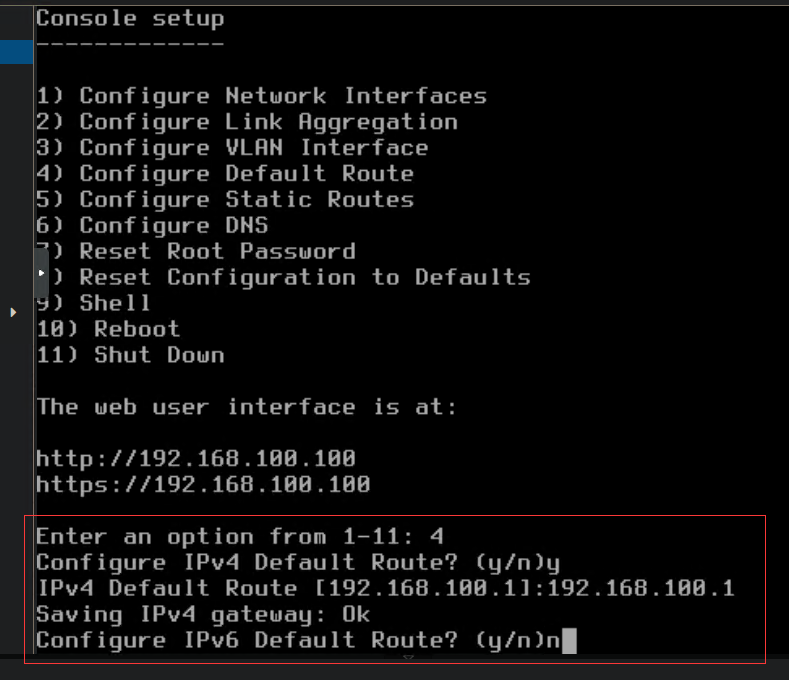 Console setup
-------------
1) Configure Network Interfaces
2) Configure Link Aggregation
3) Configure VLAN Interface
4) Configure Default Route
5) Configure Static Routes
6) Configure DNS
7) Reset Root Password
) Reset Configuration to Defaults
9) Shell
10) Reboot
11) Shut Down
The web user interface is at:
http://192.168.100.100
https://192.168.100.100
Enter an option from 1-11: 4
Configure IPv4 Default Route? (y/n)y
IPv4 Default Route [192.168.100.1]:192.168.100.1
Saving IPv4 gateway: Ok
Configure IPv6 Default Route? (y/n)n